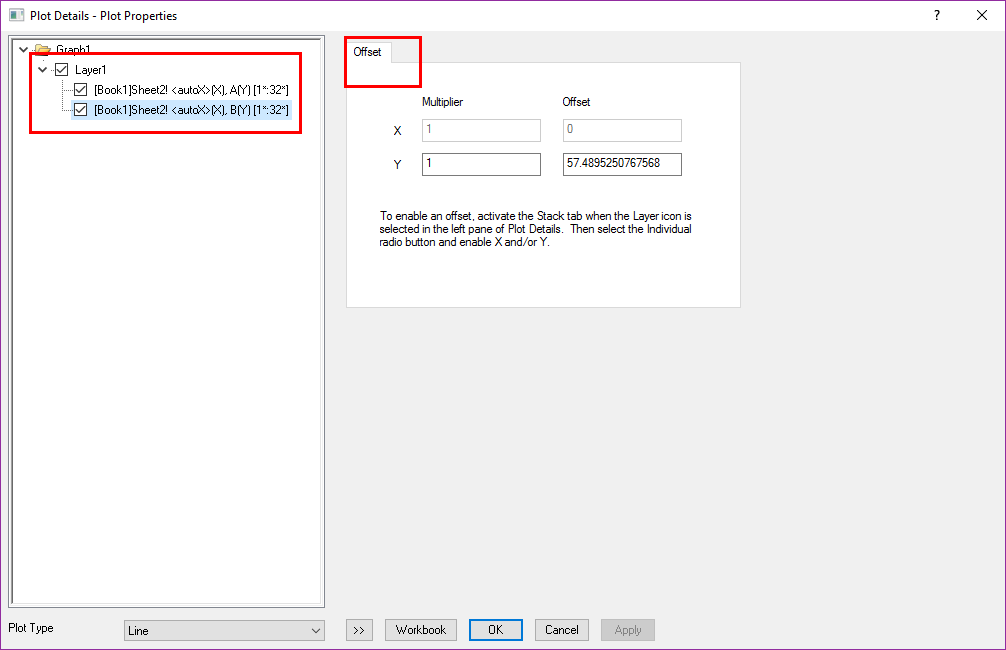 Plot Details - Plot Properties
?
Graph1
Layer1
[Book1]Sheet2! <autoX>(X), A(Y) [1*:32*]
[Book1]Sheet2! <autoX>(X), B(Y) [1*:32*]
Offset
Multiplier Offset
X 1 0
Y 1 57.4895250767568
To enable an offset, activate the Stack tab when the Layer icon is
selected in the left pane of Plot Details. Then select the Individual
radio button and enable X and/or Y.
Plot Type Line >> Workbook OK Cancel Apply